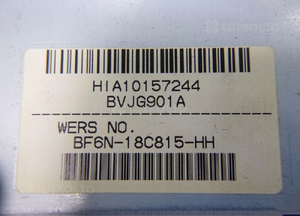 HIA10157244
BVJG901A
WERS NO.
BF6N-18C815-HH